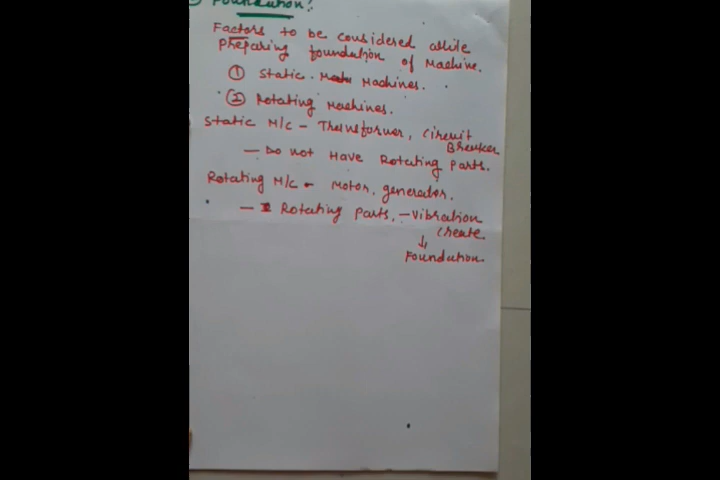 Foundation:
Factors to be considered while
preparing foundation of Machine.
① Static Machines.
② Rotating Machines.
Static M/C - Transformer, Circuit
Breaker
- Do not Have Rotating Parts.
Rotating M/C - Motor, generator.
- Rotating Parts, - Vibration
Create.
↓
Foundation.